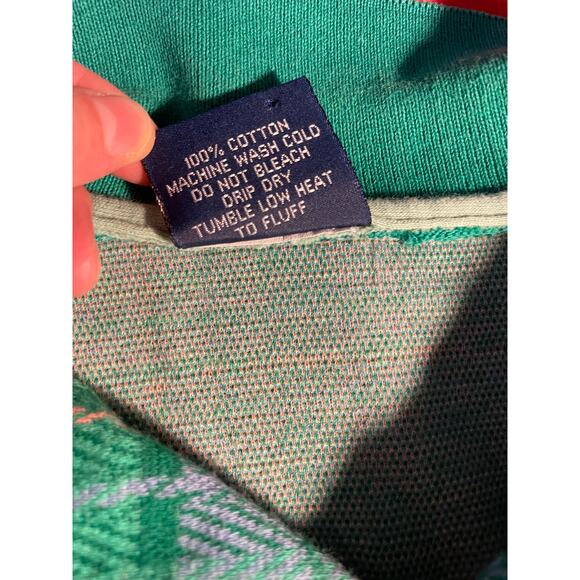 100% COTTON
MACHINE WASH COLD
DO NOT BLEACH
DRIP DRY
TUMBLE LOW HEAT
TO FLUFF